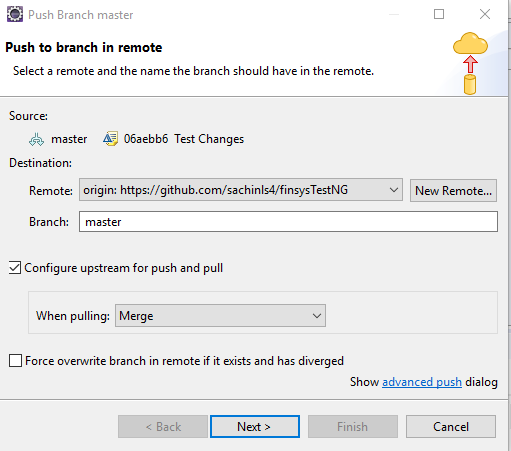 Push Branch master
Push to branch in remote
Select a remote and the name the branch should have in the remote.
Source:
master 06aebb6 Test Changes
Destination:
Remote: origin: https://github.com/sachinls4/finsysTestNG New Remote...
Branch: master
Configure upstream for push and pull
When pulling: Merge
Force overwrite branch in remote if it exists and has diverged
Show advanced push dialog
< Back Next > Finish Cancel